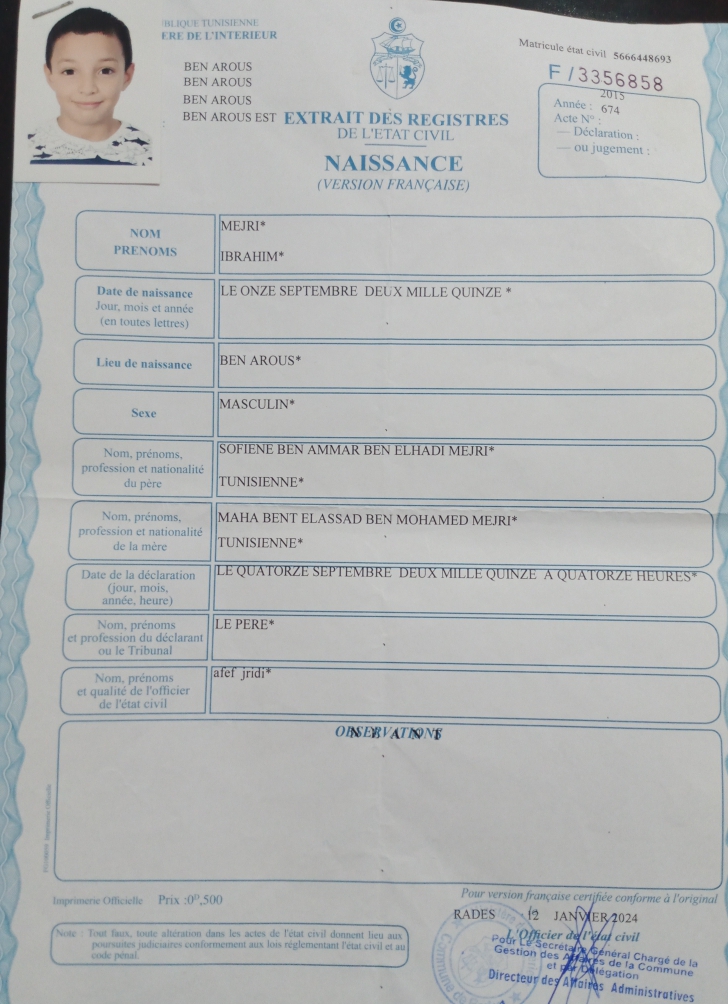 BLIQUE TUNISIENNE
ERE DE L'INTERIEUR
BEN AROUS
BEN AROUS
BEN AROUS
BEN AROUS EST
Matricule état civil 5666448693
F/3356858
2015
Année :
674
Acte Nº :
— Déclaration :
— ou jugement :
EXTRAIT DES REGISTRES
DE L'ETAT CIVIL
NAISSANCE
(VERSION FRANÇAISE)
NOM
PRENOMS
MEJRI*
IBRAHIM*
Date de naissance
Jour, mois et année
(en toutes lettres)
LE ONZE SEPTEMBRE DEUX MILLE QUINZE *
Lieu de naissance
BEN AROUS*
Sexe
MASCULIN*
Nom, prénoms,
profession et nationalité
du père
SOFIENE BEN AMMAR BEN ELHADI MEJRI*
TUNISIENNE*
Nom, prénoms,
profession et nationalité
de la mère
MAHA BENT ELASSAD BEN MOHAMED MEJRI*
TUNISIENNE*
Date de la déclaration
(jour, mois,
année, heure)
LE QUATORZE SEPTEMBRE DEUX MILLE QUINZE A QUATORZE HEURES*
Nom, prénoms
et profession du déclarant
ou le Tribunal
LE PERE*
Nom, prénoms
et qualité de l'officier
de l'état civil
afef jridi*
OBSERVATIONS
N E A N T
Imprimerie Officielle Prix :0ᴰ,500
Pour version française certifiée conforme à l'original
RADES 12 JANVIER 2024
L'Officier de l'état civil
Pour Le Secrétaire Général Chargé de la
Gestion des Affaires de la Commune
et par Délégation
Directeur des Affaires Administratives
Note : Tout faux, toute altération dans les actes de l'état civil donnent lieu aux
poursuites judiciaires conformement aux lois réglementant l'état civil et au
code pénal.
Imprimerie Officielle